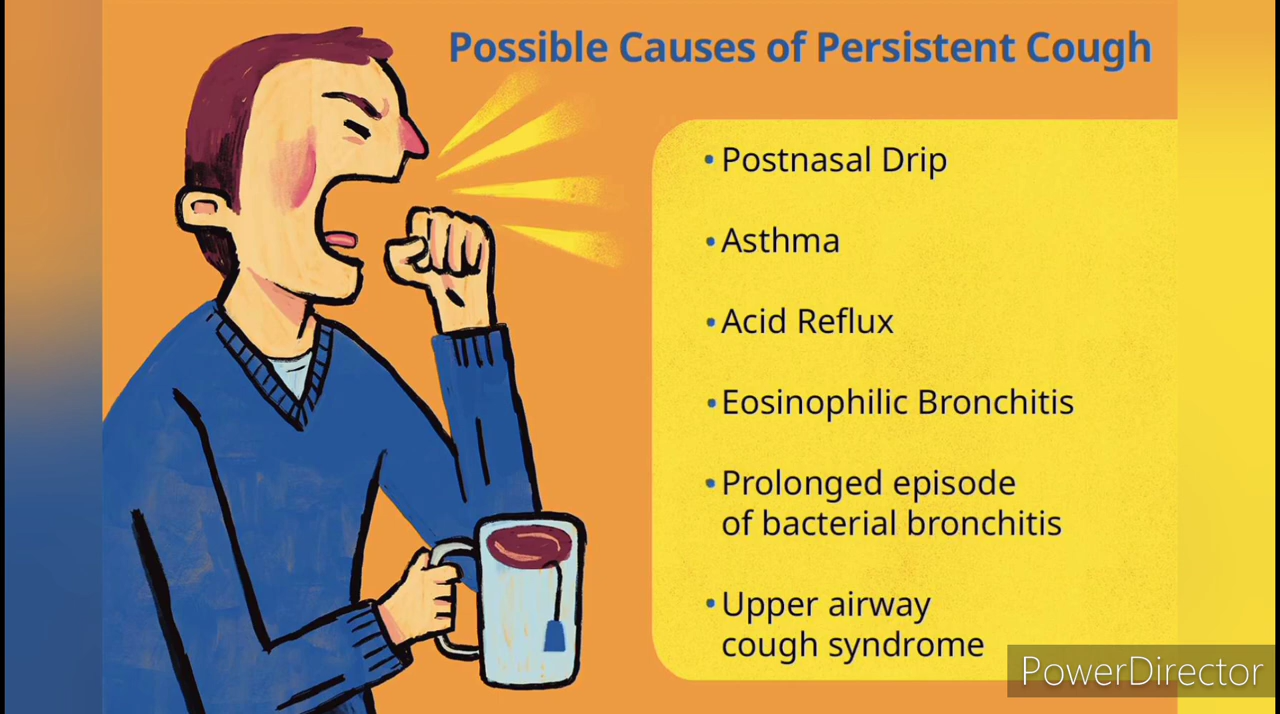 Possible Causes of Persistent Cough
• Postnasal Drip
• Asthma
• Acid Reflux
• Eosinophilic Bronchitis
• Prolonged episode
of bacterial bronchitis
• Upper airway
cough syndrome
PowerDirector